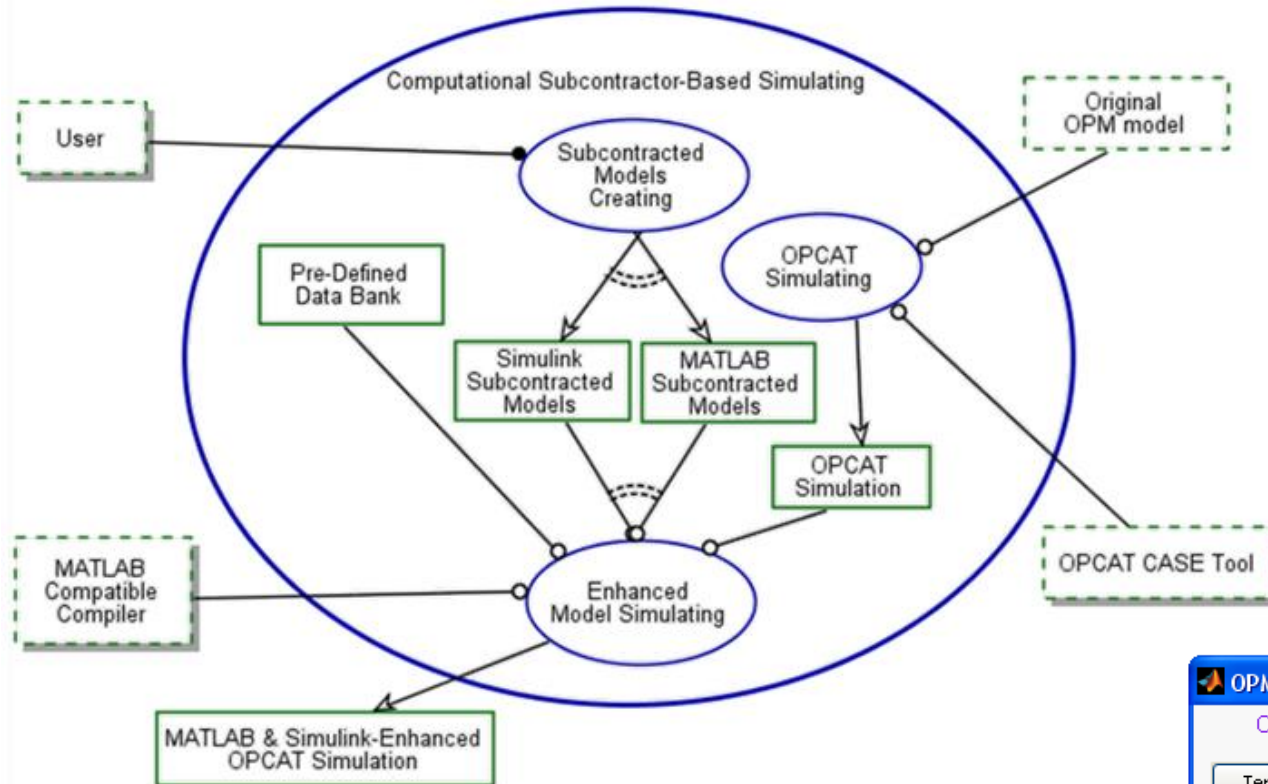 Computational Subcontractor-Based Simulating
User
Original
OPM model
Subcontracted
Models
Creating
Pre-Defined
Data Bank
OPCAT
Simulating
Simulink
Subcontracted
Models
MATLAB
Subcontracted
Models
OPCAT
Simulation
MATLAB
Compatible
Compiler
Enhanced
Model Simulating
OPCAT CASE Tool
MATLAB & Simulink-Enhanced
OPCAT Simulation
OPM